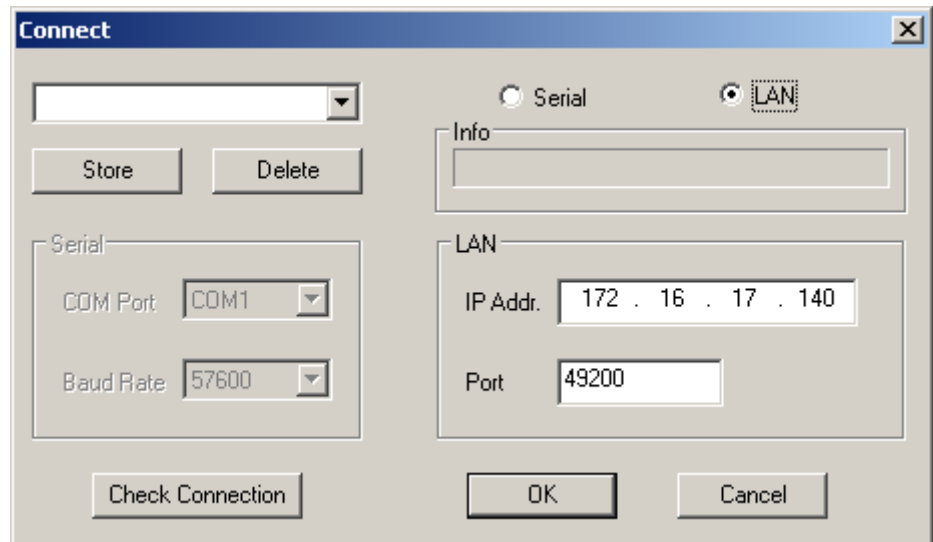 Connect
Serial LAN
Info
Store Delete
Serial
COM Port COM1
Baud Rate 57600
LAN
IP Addr. 172 . 16 . 17 . 140
Port 49200
Check Connection OK Cancel